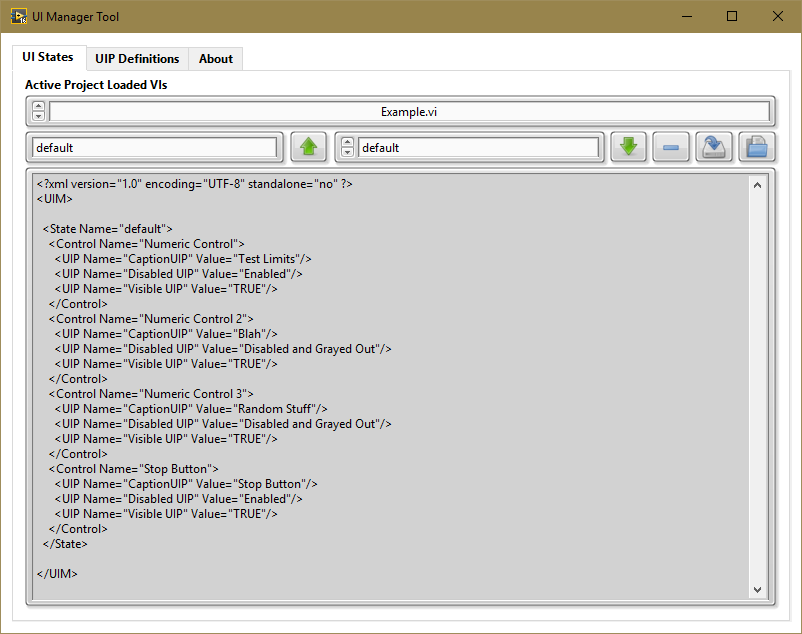 UI Manager Tool
UI States
UIP Definitions
About
Active Project Loaded VIs
Example.vi
default
default
<?xml version="1.0" encoding="UTF-8" standalone="no" ?>
<UIM>
<State Name="default">
<Control Name="Numeric Control">
<UIP Name="CaptionUIP" Value="Test Limits"/>
<UIP Name="Disabled UIP" Value="Enabled"/>
<UIP Name="Visible UIP" Value="TRUE"/>
</Control>
<Control Name="Numeric Control 2">
<UIP Name="CaptionUIP" Value="Blah"/>
<UIP Name="Disabled UIP" Value="Disabled and Grayed Out"/>
<UIP Name="Visible UIP" Value="TRUE"/>
</Control>
<Control Name="Numeric Control 3">
<UIP Name="CaptionUIP" Value="Random Stuff"/>
<UIP Name="Disabled UIP" Value="Disabled and Grayed Out"/>
<UIP Name="Visible UIP" Value="TRUE"/>
</Control>
<Control Name="Stop Button">
<UIP Name="CaptionUIP" Value="Stop Button"/>
<UIP Name="Disabled UIP" Value="Enabled"/>
<UIP Name="Visible UIP" Value="TRUE"/>
</Control>
</State>
</UIM>